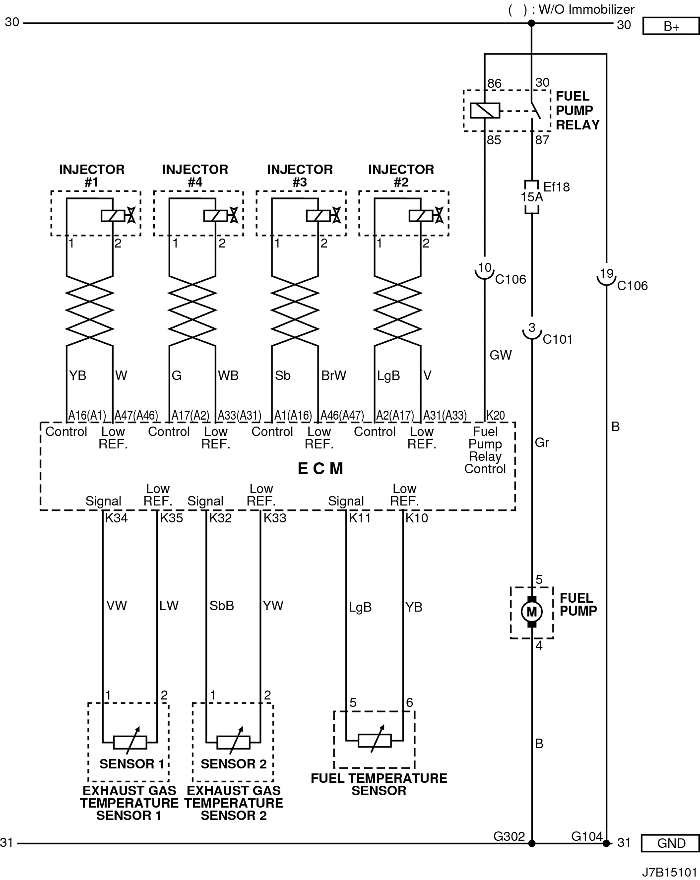 ( ) : W/O Immobilizer
30
30
B+
86
30
FUEL
PUMP
RELAY
85
87
INJECTOR
#1
INJECTOR
#4
INJECTOR
#3
INJECTOR
#2
Ef18
15A
1
2
1
2
1
2
1
2
10
C106
19
C106
3
C101
GW
YB
W
G
WB
Sb
BrW
LgB
V
A16(A1)
A47(A46)
A17(A2)
A33(A31)
A1(A16)
A46(A47)
A2(A17)
A31(A33)
K20
Control
Low
REF.
Control
Low
REF.
Control
Low
REF.
Control
Low
REF.
Fuel
Pump
Relay
Control
B
Gr
ECM
Signal
Low
REF.
Signal
Low
REF.
Signal
Low
REF.
K34
K35
K32
K33
K11
K10
VW
LW
SbB
YW
LgB
YB
5
M
FUEL
PUMP
4
1
2
1
2
5
6
B
SENSOR 1
SENSOR 2
EXHAUST GAS
TEMPERATURE
SENSOR 1
EXHAUST GAS
TEMPERATURE
SENSOR 2
FUEL TEMPERATURE
SENSOR
31
G302
G104
31
GND
J7B15101